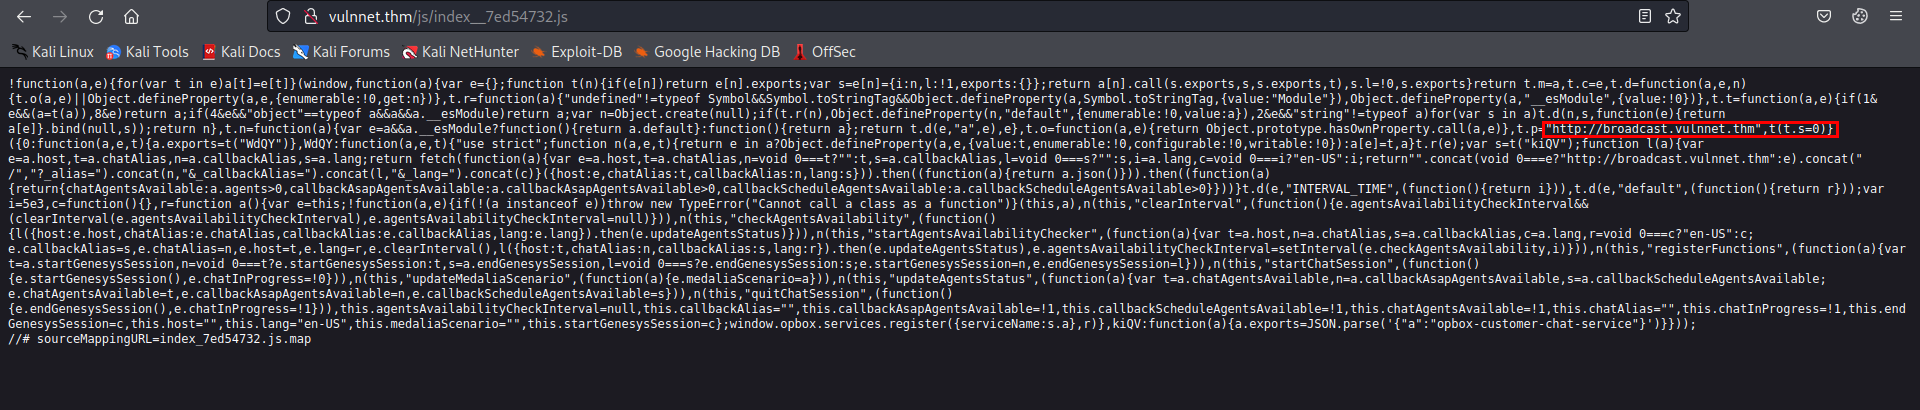 vulnnet.thm/js/index__7ed54732.js
Kali Linux Kali Tools Kali Docs Kali Forums Kali NetHunter Exploit-DB Google Hacking DB OffSec
!function(a,e){for(var t in e)a[t]=e[t]}(window,function(a){var e={};function t(n){if(e[n])return e[n].exports;var s=e[n]={i:n,l:!1,exports:{}};return a[n].call(s.exports,s,s.exports,t),s.l=!0,s.exports}return t.m=a,t.c=e,t.d=function(a,e,n)
{t.o(a,e)||Object.defineProperty(a,e,{enumerable:!0,get:n})},t.r=function(a){"undefined"!=typeof Symbol&&Symbol.toStringTag&&Object.defineProperty(a,Symbol.toStringTag,{value:"Module"}),Object.defineProperty(a,"__esModule",{value:!0})},t.t=function(a,e){if(1&
e&&(a=t(a)),8&e)return a;if(4&e&&"object"==typeof a&&a&&a.__esModule)return a;var n=Object.create(null);if(t.r(n),Object.defineProperty(n,"default",{enumerable:!0,value:a}),2&e&&"string"!=typeof a)for(var s in a)t.d(n,s,function(e){return
a[e]}.bind(null,s));return n},t.n=function(a){var e=a&&a.__esModule?function(){return a.default}:function(){return a};return t.d(e,"a",e),e},t.o=function(a,e){return Object.prototype.hasOwnProperty.call(a,e)},t.p="http://broadcast.vulnnet.thm",t(t.s=0)}
({0:function(a,e,t){a.exports=t("WdQY")},WdQY:function(a,e,t){"use strict";function n(a,e,t){return e in a?Object.defineProperty(a,e,{value:t,enumerable:!0,configurable:!0,writable:!0}):a[e]=t,a}t.r(e);var s=t("kiQV");function l(a){var
e=a.host,t=a.chatAlias,n=a.callbackAlias,s=a.lang;return fetch(function(a){var e=a.host,t=a.chatAlias,n=void 0===t?"":t,s=a.callbackAlias,l=void 0===s?"":s,i=a.lang,c=void 0===i?"en-US":i;return"".concat(void 0===e?"http://broadcast.vulnnet.thm":e).concat("
/","?_alias=").concat(n,"&_callbackAlias=").concat(l,"&_lang=").concat(c)}({host:e,chatAlias:t,callbackAlias:n,lang:s})).then((function(a){return a.json()})).then((function(a)
{return{chatAgentsAvailable:a.agents>0,callbackAsapAgentsAvailable:a.callbackAsapAgentsAvailable>0,callbackScheduleAgentsAvailable:a.callbackScheduleAgentsAvailable>0}}))}t.d(e,"INTERVAL_TIME",(function(){return i})),t.d(e,"default",(function(){return r}));var
i=5e3,c=function(){},r=function a(){var e=this;!function(a,e){if(!(a instanceof e))throw new TypeError("Cannot call a class as a function")}(this,a),n(this,"clearInterval",(function(){e.agentsAvailabilityCheckInterval&&
(clearInterval(e.agentsAvailabilityCheckInterval),e.agentsAvailabilityCheckInterval=null)})),n(this,"checkAgentsAvailability",(function()
{l({host:e.host,chatAlias:e.chatAlias,callbackAlias:e.callbackAlias,lang:e.lang}).then(e.updateAgentsStatus)})),n(this,"startAgentsAvailabilityChecker",(function(a){var t=a.host,n=a.chatAlias,s=a.callbackAlias,c=a.lang,r=void 0===c?"en-US":c;
e.callbackAlias=s,e.chatAlias=n,e.host=t,e.lang=r,e.clearInterval(),l({host:t,chatAlias:n,callbackAlias:s,lang:r}).then(e.updateAgentsStatus),e.agentsAvailabilityCheckInterval=setInterval(e.checkAgentsAvailability,i)})),n(this,"registerFunctions",(function(a){var
t=a.startGenesysSession,n=void 0===t?e.startGenesysSession:t,s=a.endGenesysSession,l=void 0===s?e.endGenesysSession:s;e.startGenesysSession=n,e.endGenesysSession=l})),n(this,"startChatSession",(function()
{e.startGenesysSession(),e.chatInProgress=!0})),n(this,"updateMedaliaScenario",(function(a){e.medaliaScenario=a})),n(this,"updateAgentsStatus",(function(a){var t=a.chatAgentsAvailable,n=a.callbackAsapAgentsAvailable,s=a.callbackScheduleAgentsAvailable;
e.chatAgentsAvailable=t,e.callbackAsapAgentsAvailable=n,e.callbackScheduleAgentsAvailable=s})),n(this,"quitChatSession",(function()
{e.endGenesysSession(),e.chatInProgress=!1})),this.agentsAvailabilityCheckInterval=null,this.callbackAlias="",this.callbackAsapAgentsAvailable=!1,this.callbackScheduleAgentsAvailable=!1,this.chatAgentsAvailable=!1,this.chatAlias="",this.chatInProgress=!1,this.end
GenesysSession=c,this.host="",this.lang="en-US",this.medaliaScenario="",this.startGenesysSession=c};window.opbox.services.register({serviceName:s.a},r)},kiQV:function(a){a.exports=JSON.parse('{"a":"opbox-customer-chat-service"}')}}));
//# sourceMappingURL=index_7ed54732.js.map